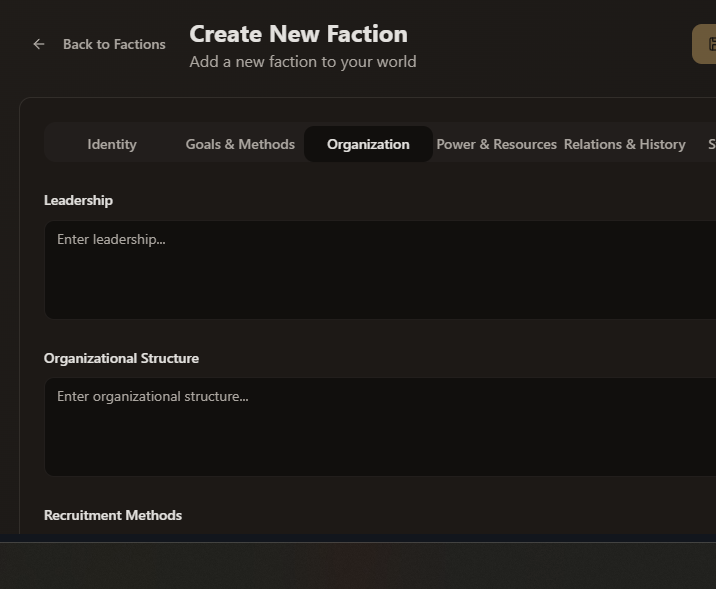 Back to Factions
Create New Faction
Add a new faction to your world
Identity Goals & Methods Organization Power & Resources Relations & History S
Leadership
Enter leadership...
Organizational Structure
Enter organizational structure...
Recruitment Methods